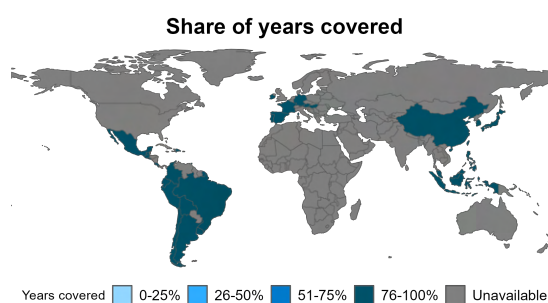 Share of years covered
Years covered 0-25% 26-50% 51-75% 76-100% Unavailable